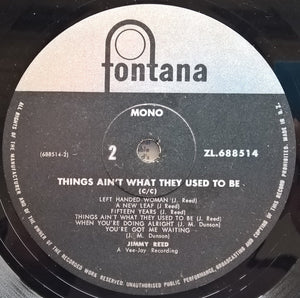 fontana
MONO
(688514-2)
2
ZL.688514
THINGS AIN'T WHAT THEY USED TO BE
(C/C)
LEFT HANDED WOMAN (J. Reed)
A NEW LEAF (J. Reed)
FIFTEEN YEARS (J. Reed)
THINGS AIN'T WHAT THEY USED TO BE (J. Reed)
WHEN YOU'RE DOING ALRIGHT (J. M. Dunson)
YOU'RE GOT ME WAITING
(J. M. Dunson)
JIMMY REED
A Vee-Jay Recording
ALL RIGHTS OF THE MANUFACTURER AND OF THE OWNER OF THE RECORDED WORK RESERVED. UNAUTHORISED PUBLIC PERFORMANCE, BROADCASTING AND COPYING OF THIS RECORD PROHIBITED.